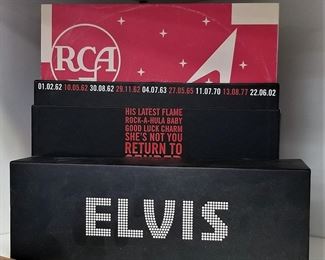 RCA
01.02.62 10.05.62 30.08.62 29.11.62 04.07.63 27.05.65 11.07.70 13.08.77 22.06.02
HIS LATEST FLAME
ROCK-A-HULA BABY
GOOD LUCK CHARM
SHE'S NOT YOU
RETURN TO
SENDER
ELVIS